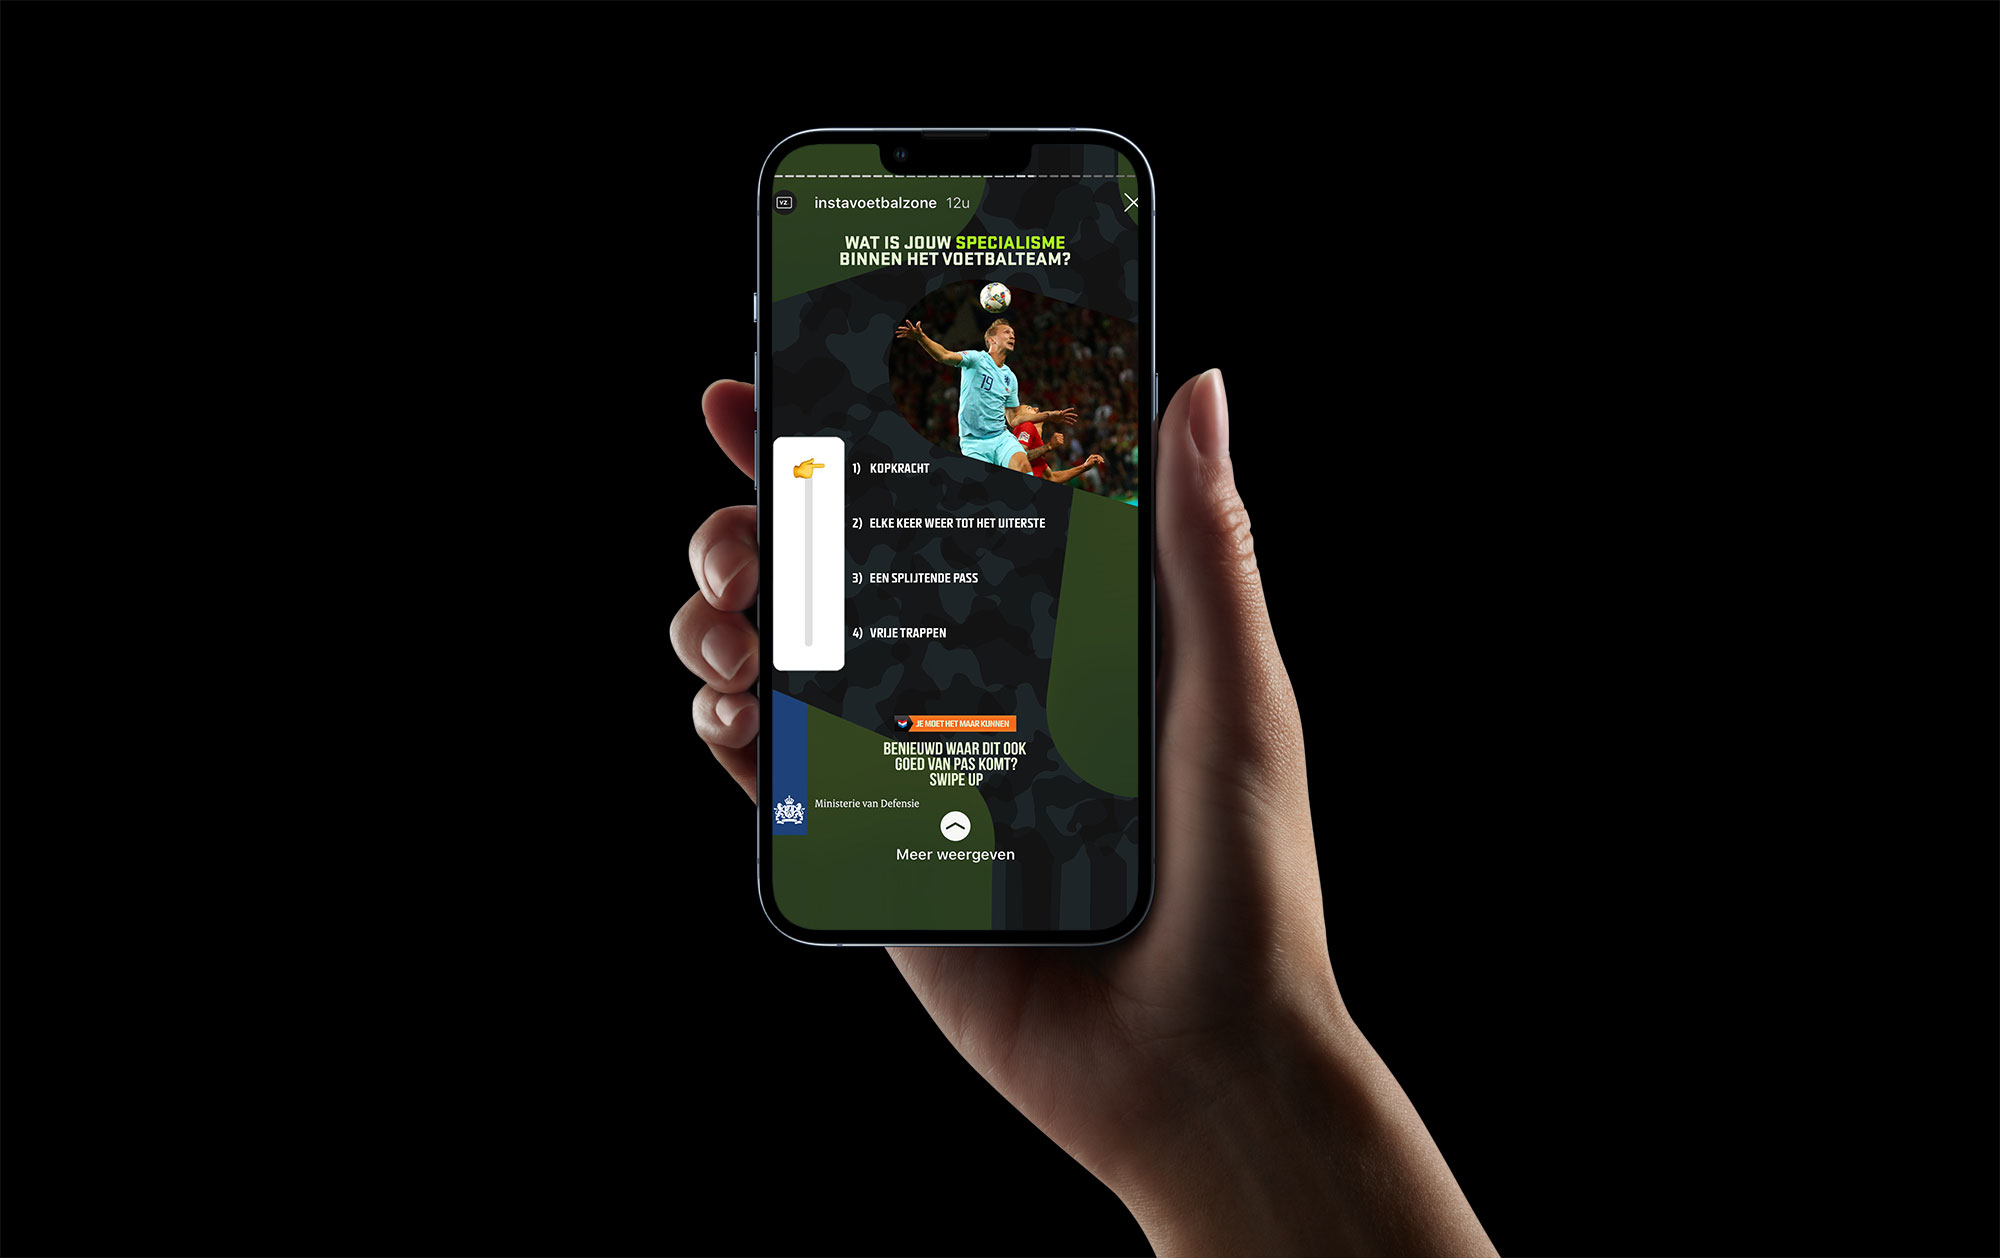 VZ
instavoetbalzone 12u
WAT IS JOUW SPECIALISME
BINNEN HET VOETBALTEAM?
19
1) KOPKRACHT
2) ELKE KEER WEER TOT HET UITERSTE
3) EEN SPLIJTENDE PASS
4) VRIJE TRAPPEN
JE MOET HET MAAR KUNNEN
BENIEUWD WAAR DIT OOK
GOED VAN PAS KOMT?
SWIPE UP
Ministerie van Defensie
Meer weergeven